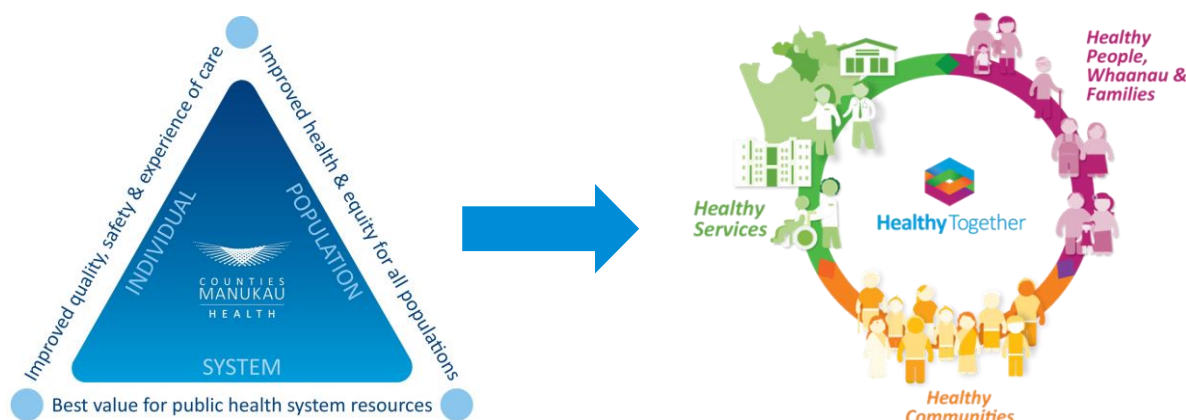 Improved quality, safety & experience of care
Improved health & equity for all populations
INDIVIDUAL
POPULATION
COUNTIES
MANUKAU
HEALTH
SYSTEM
Best value for public health system resources
Healthy
People,
Whaanau &
Families
Healthy
Services
HealthyTogether
Healthy
Communities